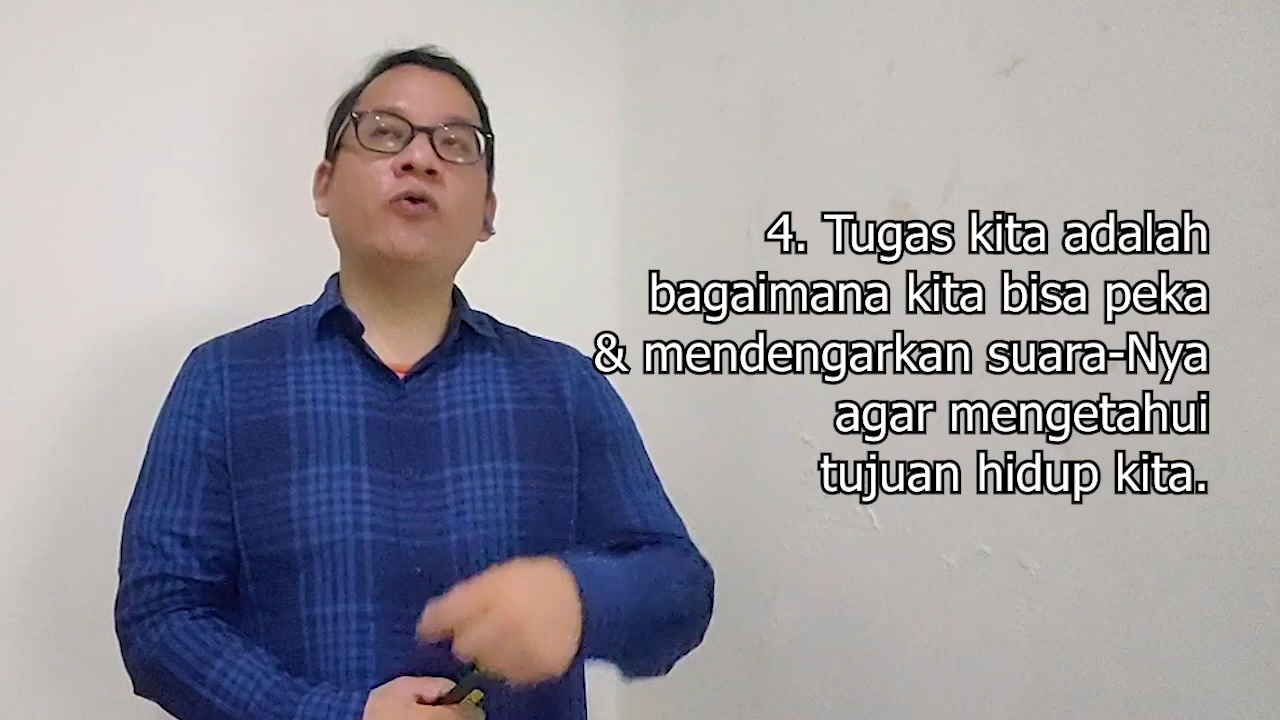 4. Tugas kita adalah
bagaimana kita bisa peka
& mendengarkan suara-Nya
agar mengetahui
tujuan hidup kita.